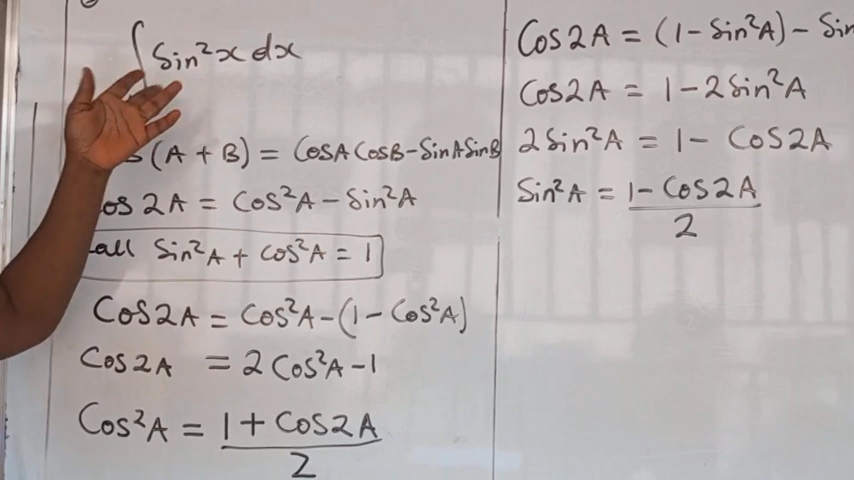 ∫ Sin²x dx
(A + B) = CosA CosB - SinA SinB
os 2A = Cos²A - Sin²A
all Sin²A + Cos²A = 1
Cos2A = Cos²A - (1 - Cos²A)
Cos2A = 2Cos²A - 1
Cos²A = 1 + Cos2A
2
Cos2A = (1 - Sin²A) - Sin
Cos2A = 1 - 2Sin²A
2Sin²A = 1 - Cos2A
Sin²A = 1 - Cos2A
2